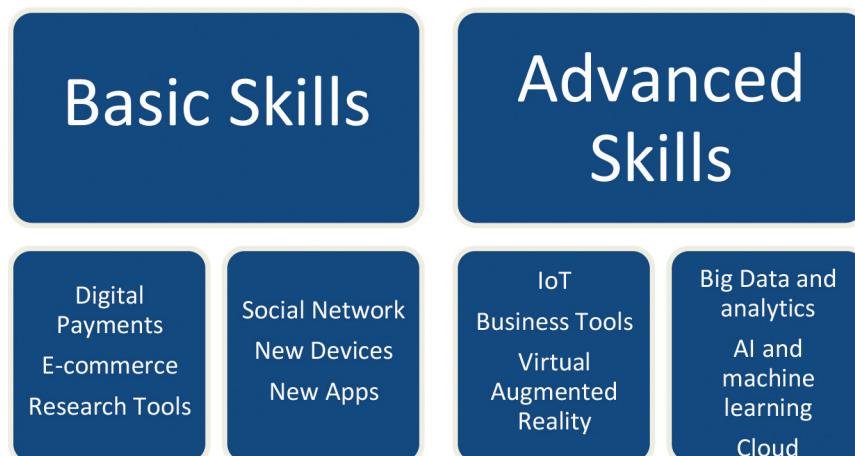 Basic Skills
Advanced
Skills
Digital
Payments
E-commerce
Research Tools
Social Network
New Devices
New Apps
IoT
Business Tools
Virtual
Augmented
Reality
Big Data and
analytics
AI and
machine
learning
Cloud